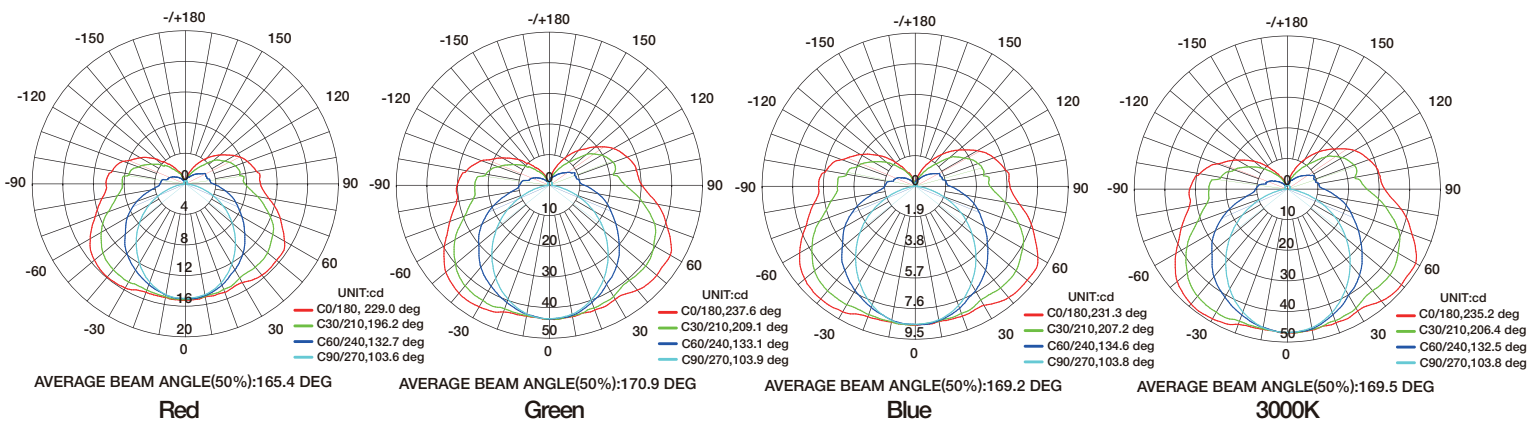 -/+180
-150
150
-120
120
-90
90
-60
60
-30
30
0
0
4
8
12
16
20
UNIT:cd
C0/180, 229.0 deg
C30/210,196.2 deg
C60/240,132.7 deg
C90/270,103.6 deg
AVERAGE BEAM ANGLE(50%):165.4 DEG
Red
-/+180
-150
150
-120
120
-90
90
-60
60
-30
30
0
0
10
20
30
40
50
UNIT:cd
C0/180,237.6 deg
C30/210,209.1 deg
C60/240,133.1 deg
C90/270,103.9 deg
AVERAGE BEAM ANGLE(50%):170.9 DEG
Green
-/+180
-150
150
-120
120
-90
90
-60
60
-30
30
0
0
1.9
3.8
5.7
7.6
9.5
UNIT:cd
C0/180,231.3 deg
C30/210,207.2 deg
C60/240,134.6 deg
C90/270,103.8 deg
AVERAGE BEAM ANGLE(50%):169.2 DEG
Blue
-/+180
-150
150
-120
120
-90
90
-60
60
-30
30
0
0
10
20
30
40
50
UNIT:cd
C0/180,235.2 deg
C30/210,206.4 deg
C60/240,132.5 deg
C90/270,103.8 deg
AVERAGE BEAM ANGLE(50%):169.5 DEG
3000K